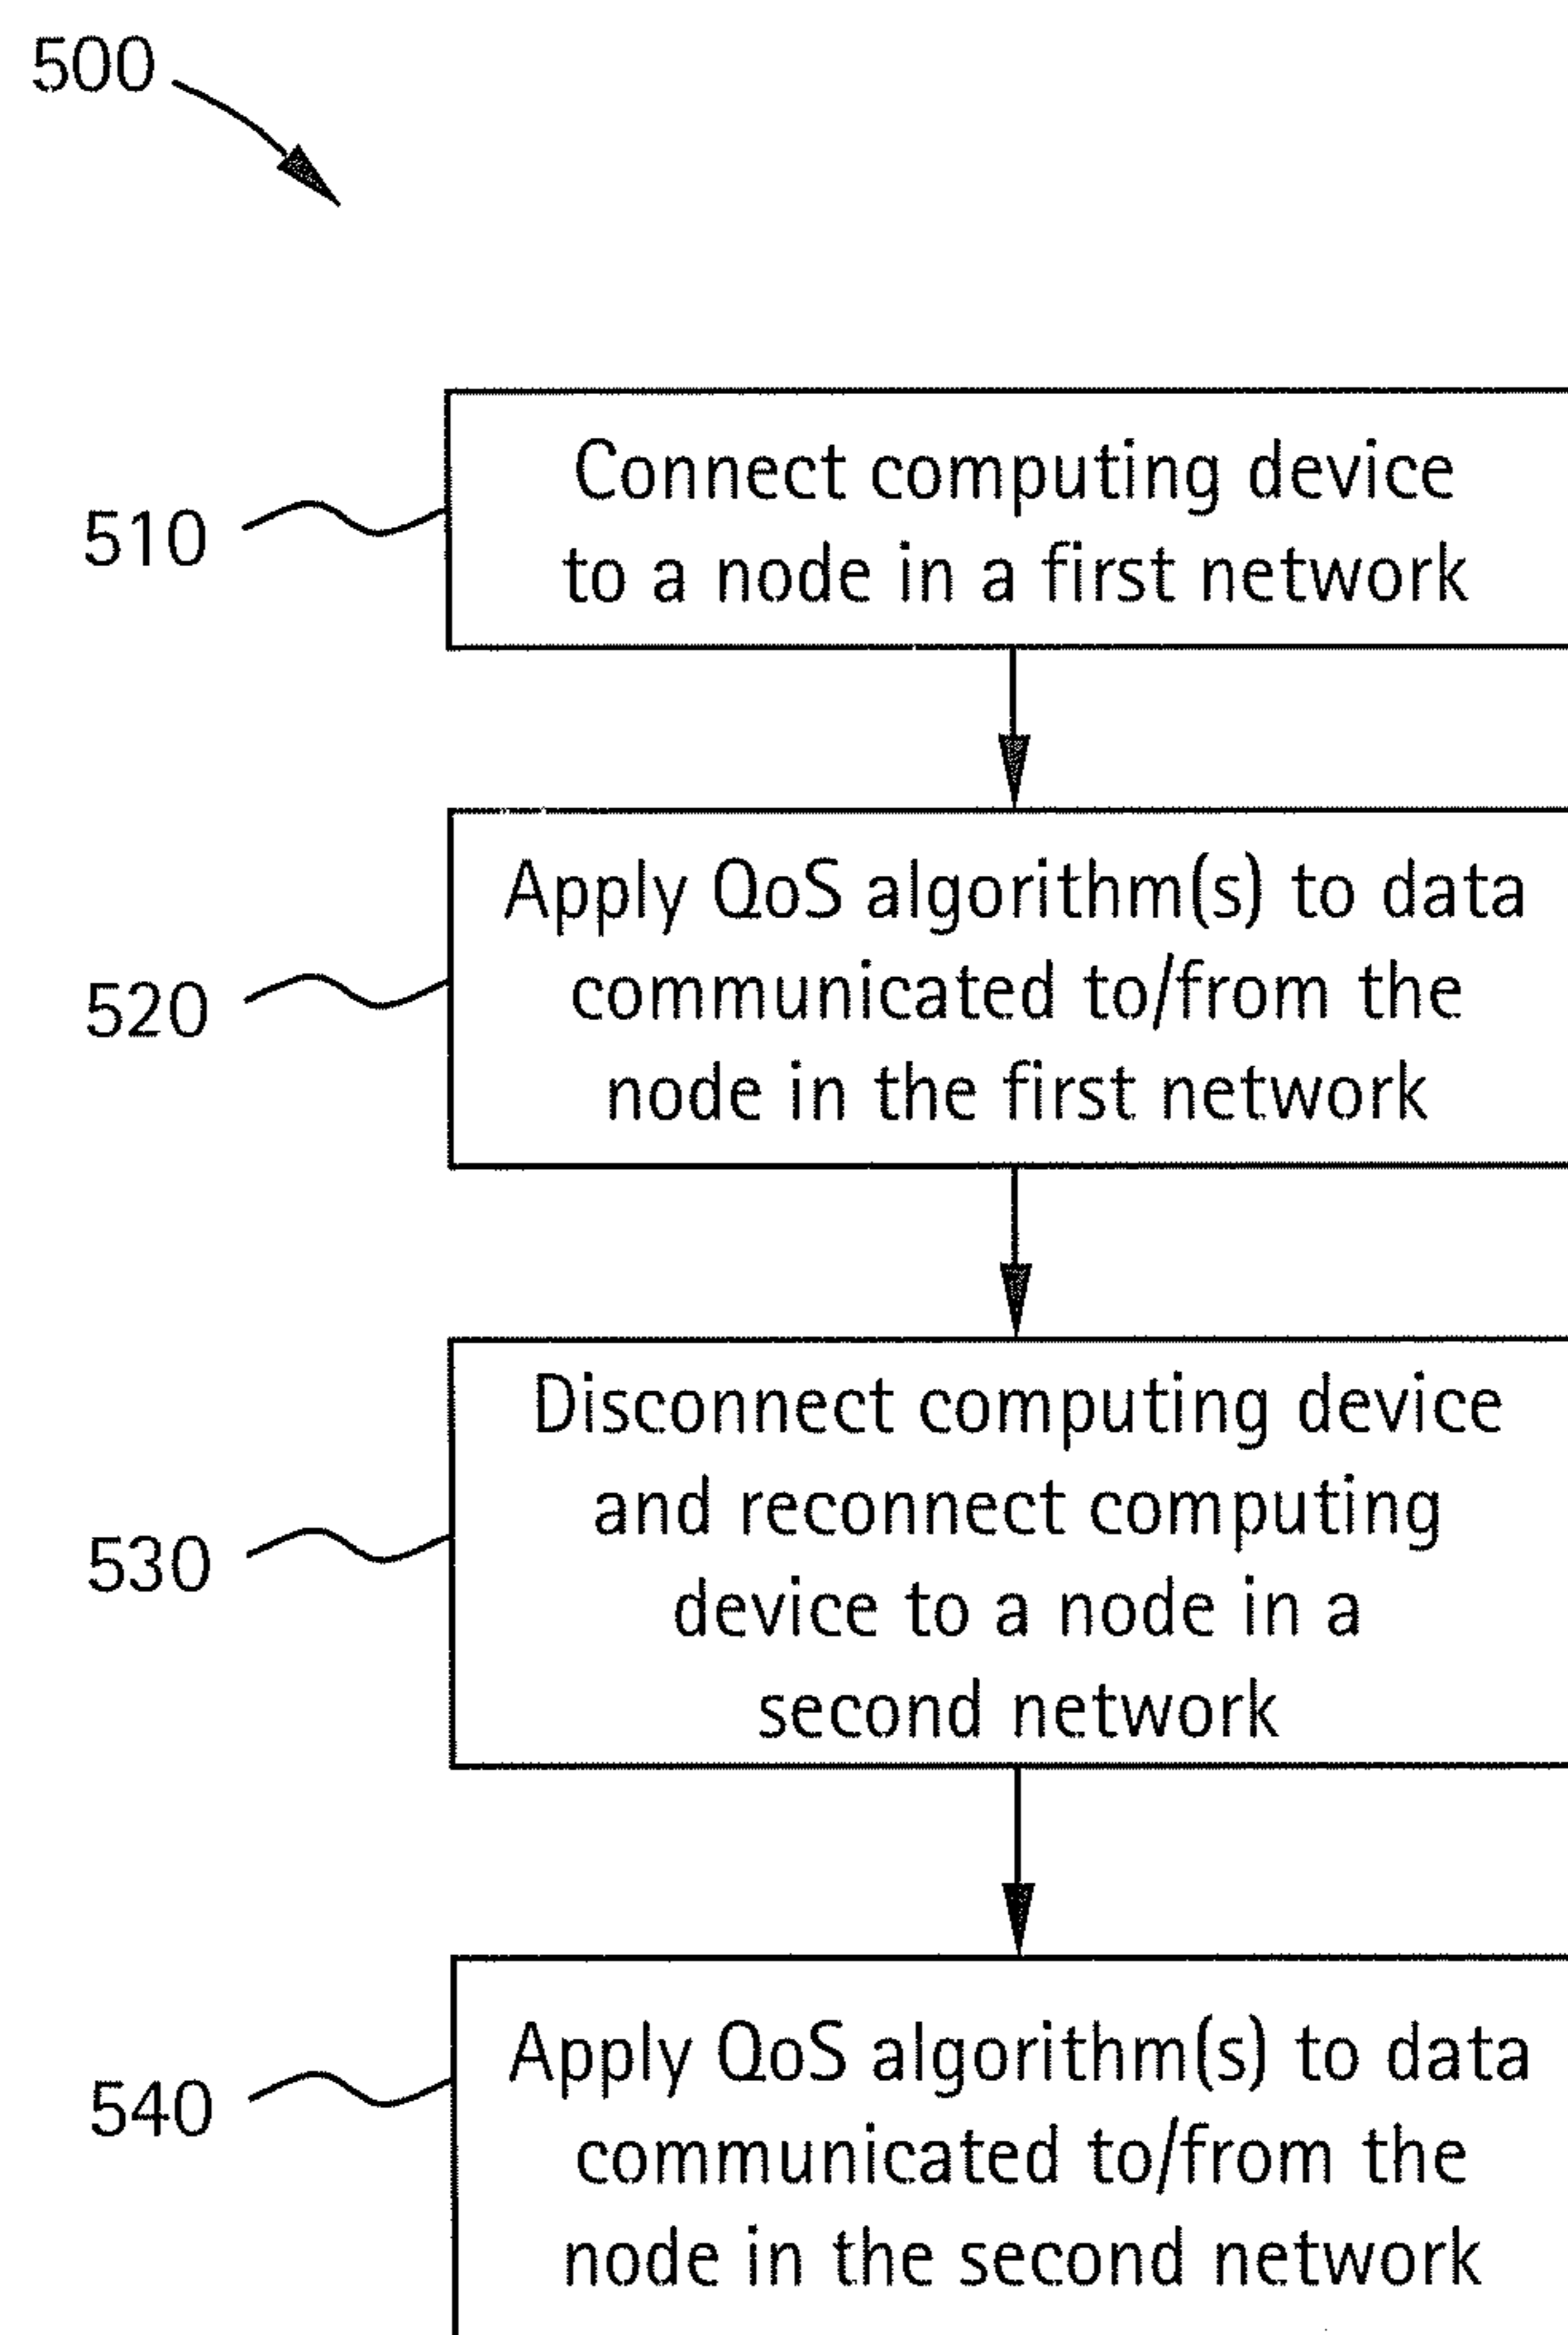 500
510
Connect computing device
to a node in a first network
520
Apply QoS algorithm(s) to data
communicated to/from the
node in the first network
530
Disconnect computing device
and reconnect computing
device to a node in a
second network
540
Apply QoS algorithm(s) to data
communicated to/from the
node in the second network